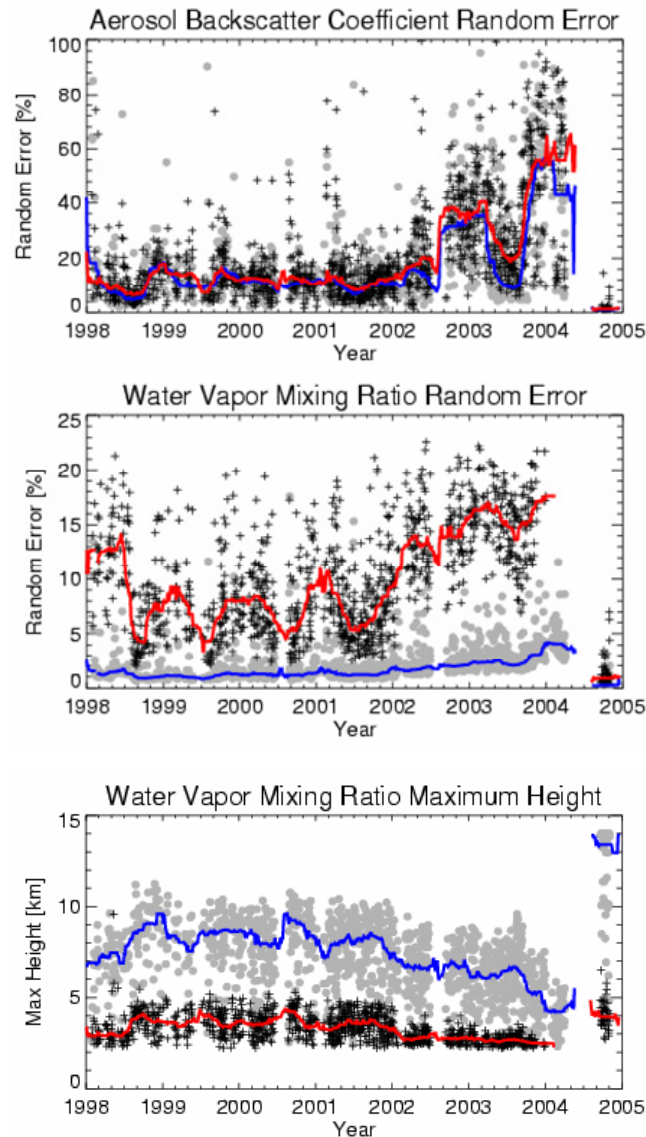 Aerosol Backscatter Coefficient Random Error
100
80
60
40
20
0
Random Error [%]
1998 1999 2000 2001 2002 2003 2004 2005
Year
Water Vapor Mixing Ratio Random Error
25
20
15
10
5
0
Random Error [%]
1998 1999 2000 2001 2002 2003 2004 2005
Year
Water Vapor Mixing Ratio Maximum Height
15
10
5
0
Max Height [km]
1998 1999 2000 2001 2002 2003 2004 2005
Year